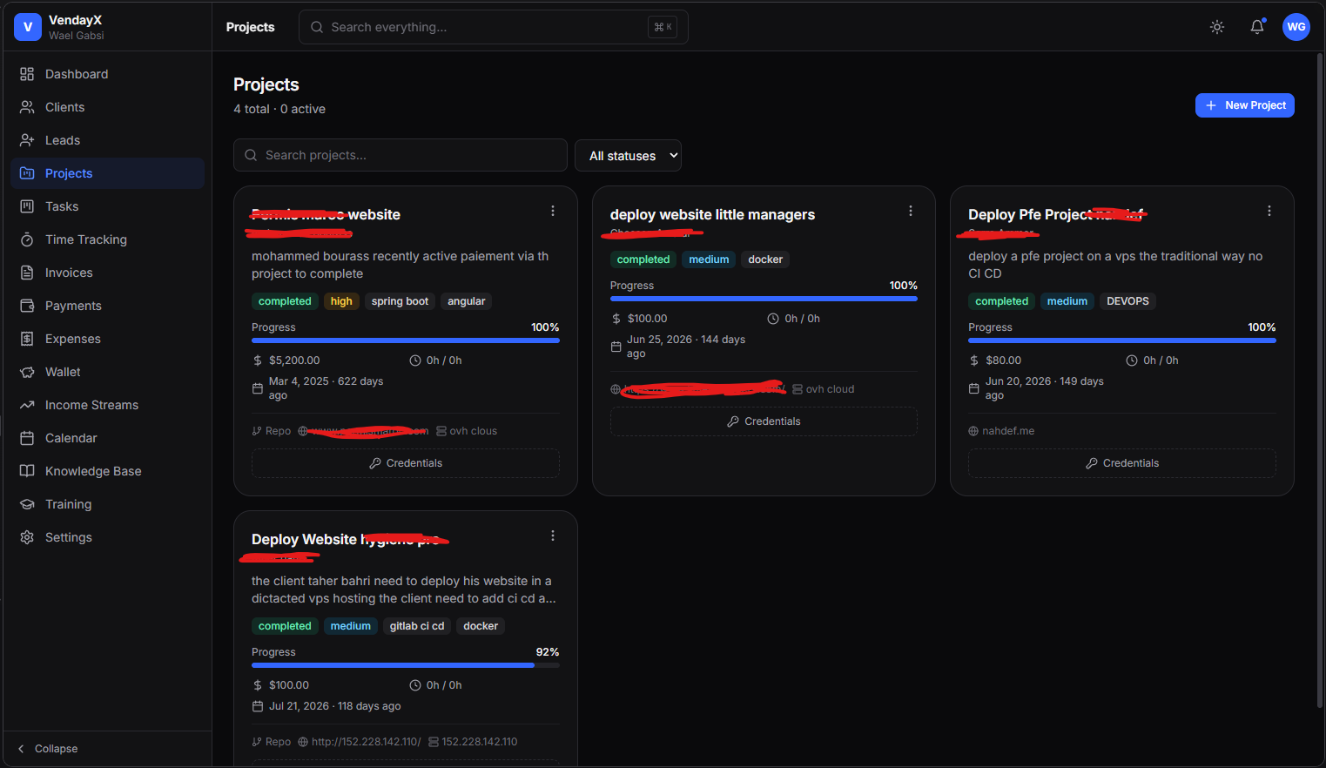 V
VendayX
Wael Gabsi
Projects
Search everything...
⌘ K
WG
Dashboard
Clients
Leads
Projects
Tasks
Time Tracking
Invoices
Payments
Expenses
Wallet
Income Streams
Calendar
Knowledge Base
Training
Settings
Collapse
Projects
4 total · 0 active
New Project
Search projects...
All statuses
website
mohammed bourass recently active paiement via th
project to complete
completed high spring boot angular
Progress 100%
$5,200.00 0h / 0h
Mar 4, 2025 · 622 days
ago
Repo ovh clous
Credentials
deploy website little managers
completed medium docker
Progress 100%
$100.00 0h / 0h
Jun 25, 2026 · 144 days
ago
ovh cloud
Credentials
Deploy Pfe Project
deploy a pfe project on a vps the traditional way no
CI CD
completed medium DEVOPS
Progress 100%
$80.00 0h / 0h
Jun 20, 2026 · 149 days
ago
nahdef.me
Credentials
Deploy Website
the client taher bahri need to deploy his website in a
dictacted vps hosting the client need to add ci cd a...
completed medium gitlab ci cd docker
Progress 92%
$100.00 0h / 0h
Jul 21, 2026 · 118 days ago
Repo http://152.228.142.110/ 152.228.142.110